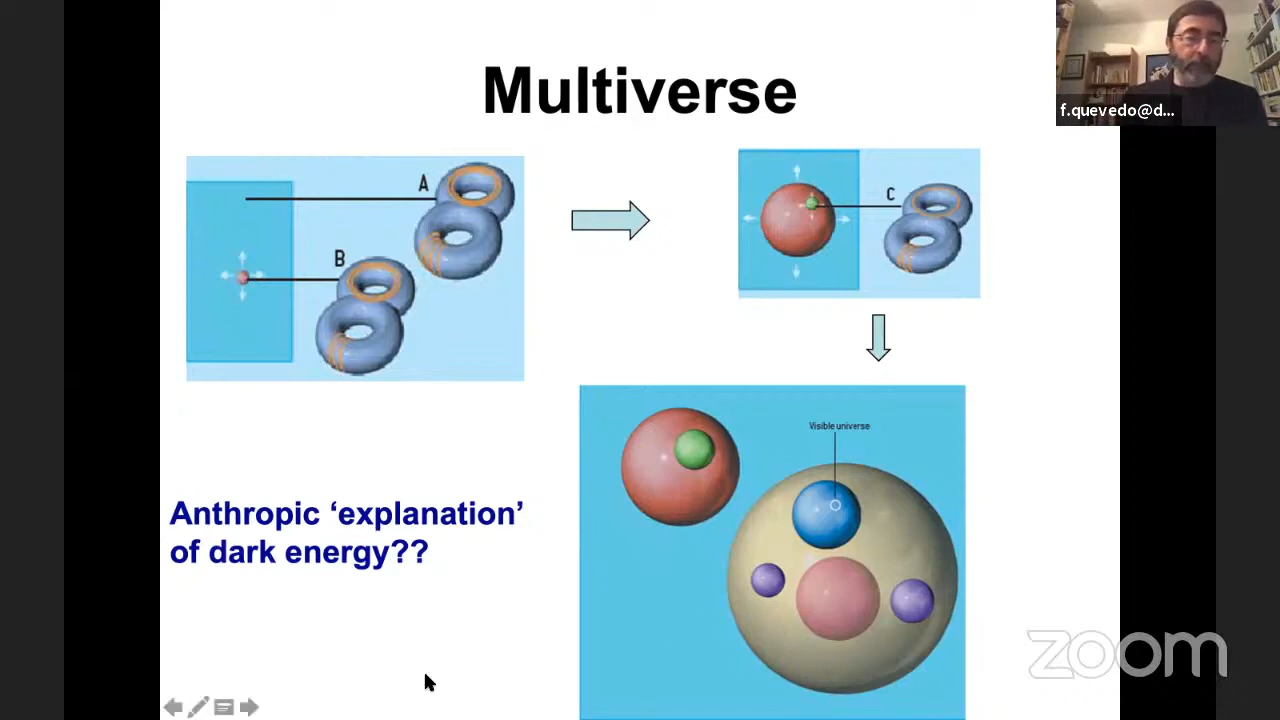 Multiverse
f.quevedo@d...
A
B
C
Visible universe
Anthropic ‘explanation’
of dark energy??
zoom